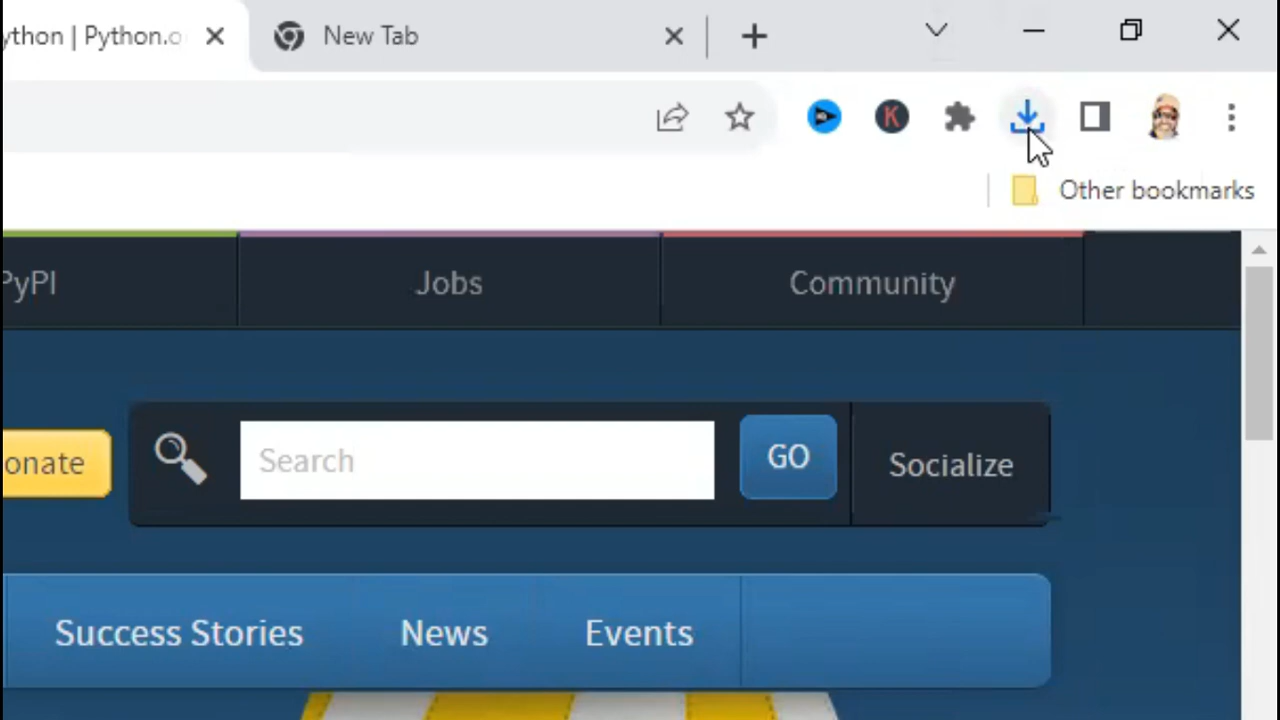 ython | Python.o
New Tab
K
Other bookmarks
PyPI
Jobs
Community
onate
Search
GO
Socialize
Success Stories
News
Events